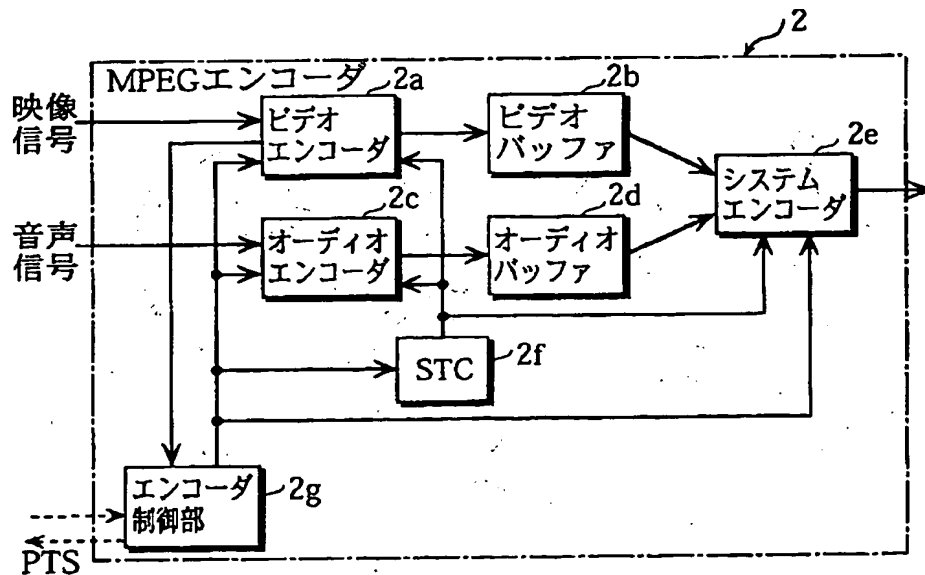 2
MPEGエンコーダ
映像
信号
2a
ビデオ
エンコーダ
2b
ビデオ
バッファ
2e
システム
エンコーダ
音声
信号
2c
オーディオ
エンコーダ
2d
オーディオ
バッファ
STC
2f
エンコーダ
制御部
2g
PTS